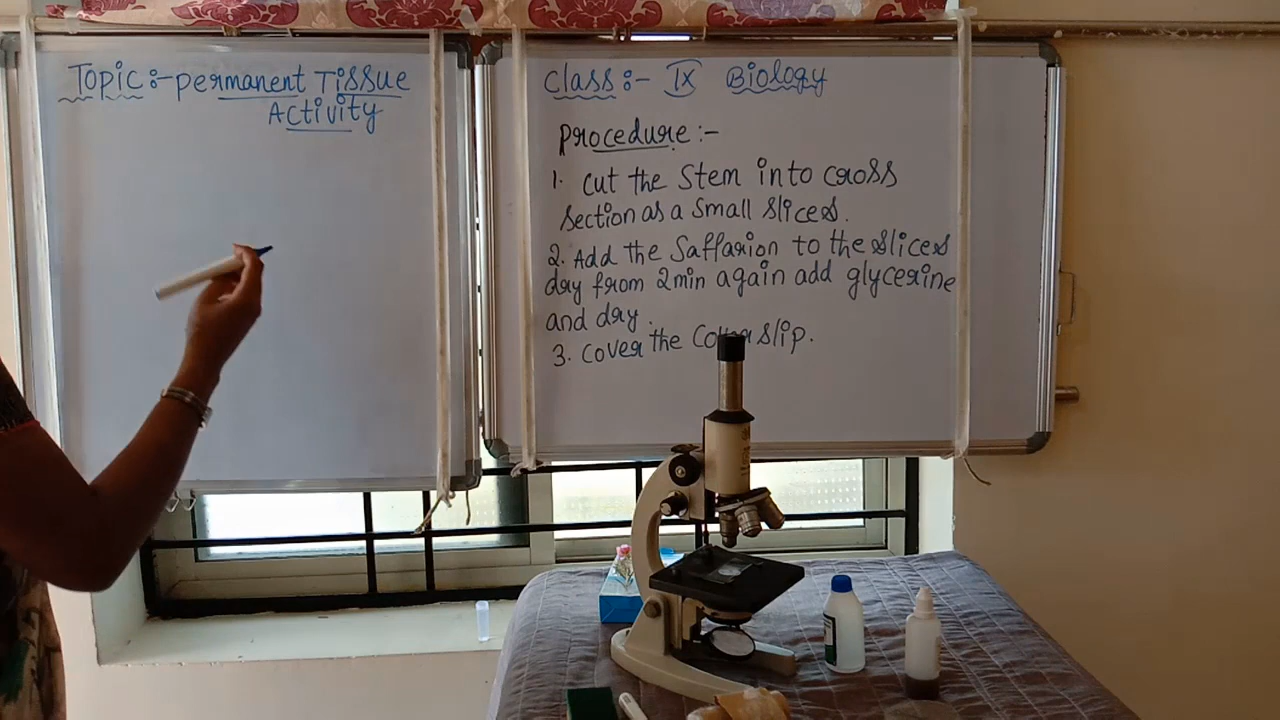 Topic:-permanent Tissue
Activity
Class:- IX Biology
Procedure:-
1. Cut the Stem into cross
Section as a Small slices.
2. Add the Saffarion to the slices
dry from 2min again add glycerine
and dry.
3. Cover the Cover slip.